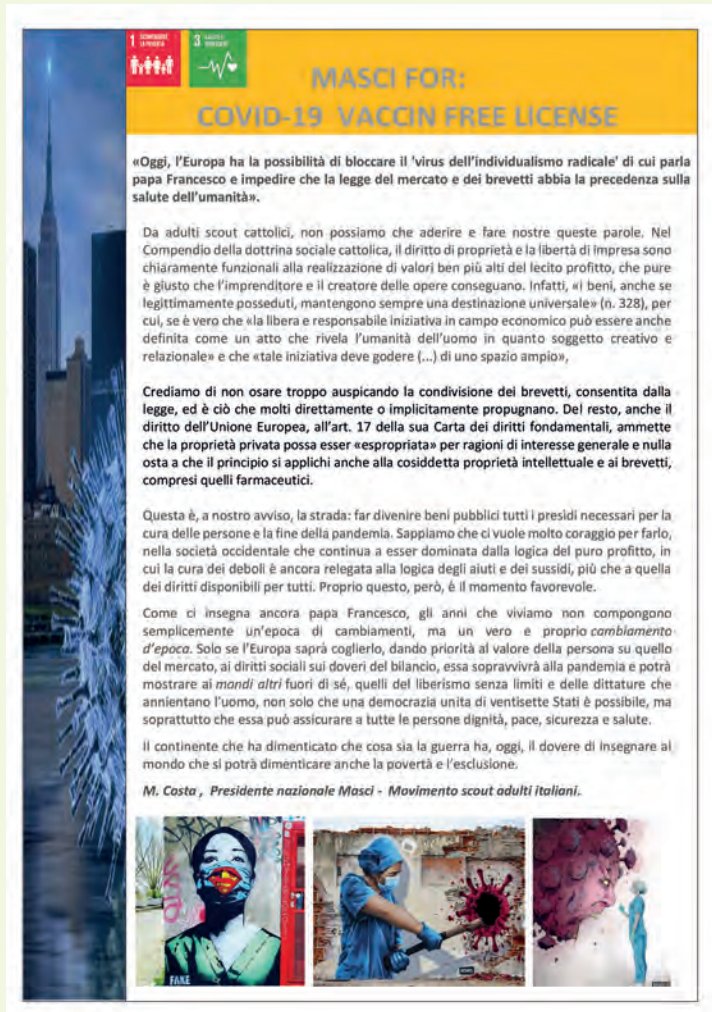 1 SCONFIGGERE
LA POVERTÀ
3 SALUTE E
BENESSERE
MASCI FOR:
COVID-19 VACCIN FREE LICENSE
«Oggi, l'Europa ha la possibilità di bloccare il 'virus dell'individualismo radicale' di cui parla
papa Francesco e impedire che la legge del mercato e dei brevetti abbia la precedenza sulla
salute dell'umanità».
Da adulti scout cattolici, non possiamo che aderire e fare nostre queste parole. Nel
Compendio della dottrina sociale cattolica, il diritto di proprietà e la libertà di impresa sono
chiaramente funzionali alla realizzazione di valori ben più alti del lecito profitto, che pure
è giusto che l'imprenditore e il creatore delle opere conseguano. Infatti, «i beni, anche se
legittimamente posseduti, mantengono sempre una destinazione universale» (n. 328), per
cui, se è vero che «la libera e responsabile iniziativa in campo economico può essere anche
definita come un atto che rivela l'umanità dell'uomo in quanto soggetto creativo e
relazionale» e che «tale iniziativa deve godere (...) di uno spazio ampio»,
Crediamo di non osare troppo auspicando la condivisione dei brevetti, consentita dalla
legge, ed è ciò che molti direttamente o implicitamente propugnano. Del resto, anche il
diritto dell'Unione Europea, all'art. 17 della sua Carta dei diritti fondamentali, ammette
che la proprietà privata possa esser «espropriata» per ragioni di interesse generale e nulla
osta a che il principio si applichi anche alla cosiddetta proprietà intellettuale e ai brevetti,
compresi quelli farmaceutici.
Questa è, a nostro avviso, la strada: far divenire beni pubblici tutti i presidi necessari per la
cura delle persone e la fine della pandemia. Sappiamo che ci vuole molto coraggio per farlo,
nella società occidentale che continua a esser dominata dalla logica del puro profitto, in
cui la cura dei deboli è ancora relegata alla logica degli aiuti e dei sussidi, più che a quella
dei diritti disponibili per tutti. Proprio questo, però, è il momento favorevole.
Come ci insegna ancora papa Francesco, gli anni che viviamo non compongono
semplicemente un'epoca di cambiamenti, ma un vero e proprio cambiamento
d'epoca. Solo se l'Europa saprà coglierlo, dando priorità al valore della persona su quello
del mercato, ai diritti sociali sui doveri del bilancio, essa sopravvivrà alla pandemia e potrà
mostrare ai mondi altri fuori di sé, quelli del liberismo senza limiti e delle dittature che
annientano l'uomo, non solo che una democrazia unita di ventisette Stati è possibile, ma
soprattutto che essa può assicurare a tutte le persone dignità, pace, sicurezza e salute.
Il continente che ha dimenticato che cosa sia la guerra ha, oggi, il dovere di insegnare al
mondo che si potrà dimenticare anche la povertà e l'esclusione.
M. Costa , Presidente nazionale Masci - Movimento scout adulti italiani.
FAKE